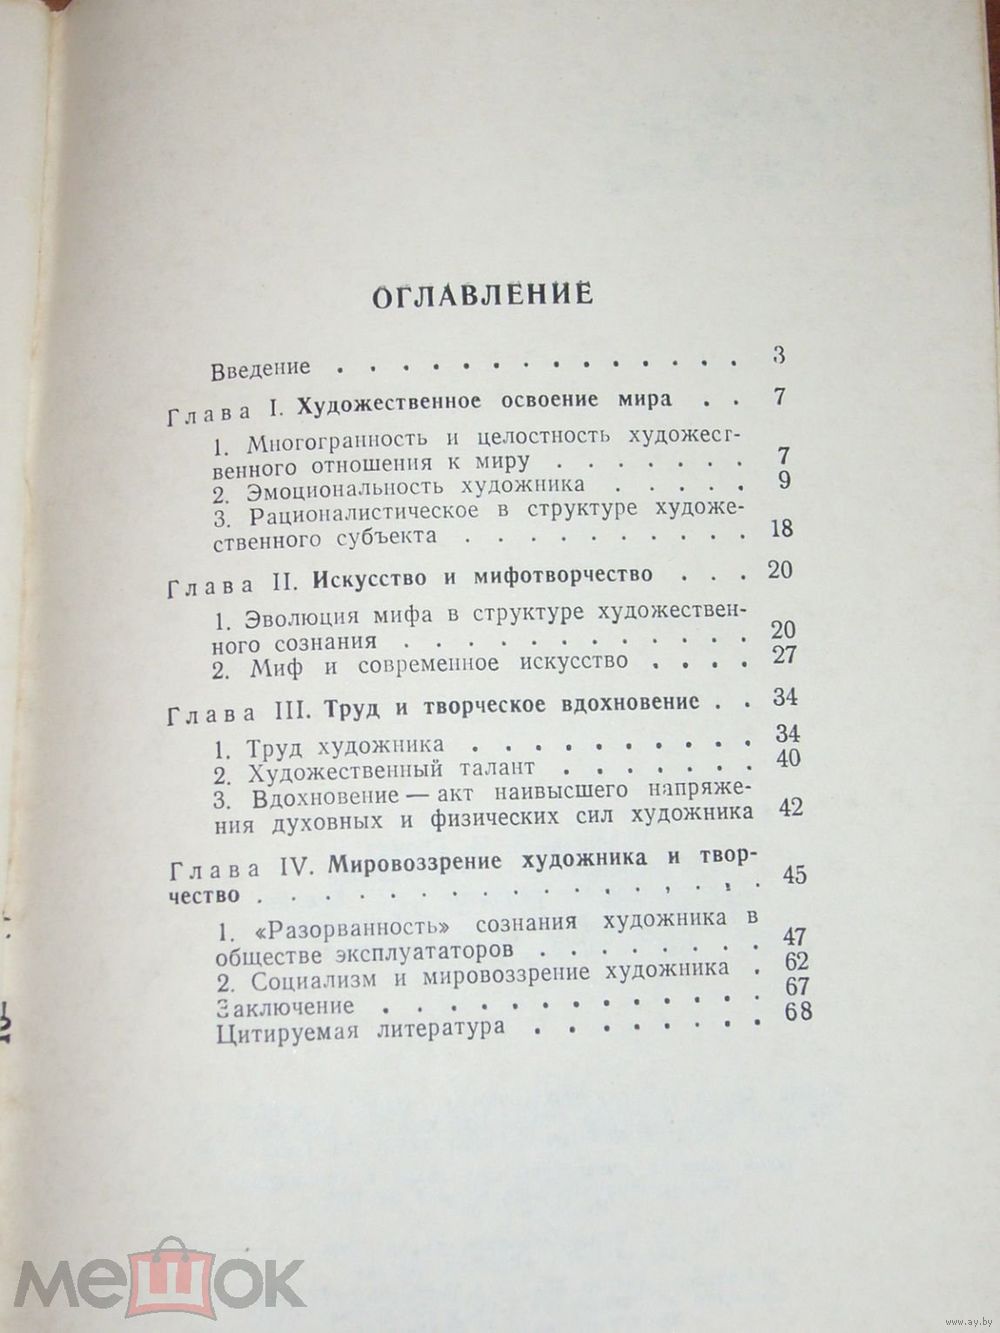 ОГЛАВЛЕНИЕ
Введение . . . . . . . . . . . . . 3
Глава I. Художественное освоение мира . . 7
1. Многогранность и целостность художест-
венного отношения к миру . . . . . . . 7
2. Эмоциональность художника . . . . . 9
3. Рационалистическое в структуре художе-
ственного субъекта . . . . . . . . . . 18
Глава II. Искусство и мифотворчество . . . 20
1. Эволюция мифа в структуре художествен-
ного сознания . . . . . . . . . . . . 20
2. Миф и современное искусство . . . . 27
Глава III. Труд и творческое вдохновение . . 34
1. Труд художника . . . . . . . . . . 34
2. Художественный талант . . . . . . . 40
3. Вдохновение — акт наивысшего напряже-
ния духовных и физических сил художника 42
Глава IV. Мировоззрение художника и твор-
чество . . . . . . . . . . . . . . . . . 45
1. «Разорванность» сознания художника в
обществе эксплуататоров . . . . . . . . 47
2. Социализм и мировоззрение художника . 62
Заключение . . . . . . . . . . . . . 67
Цитируемая литература . . . . . . . . 68
мешок
www.ay.by